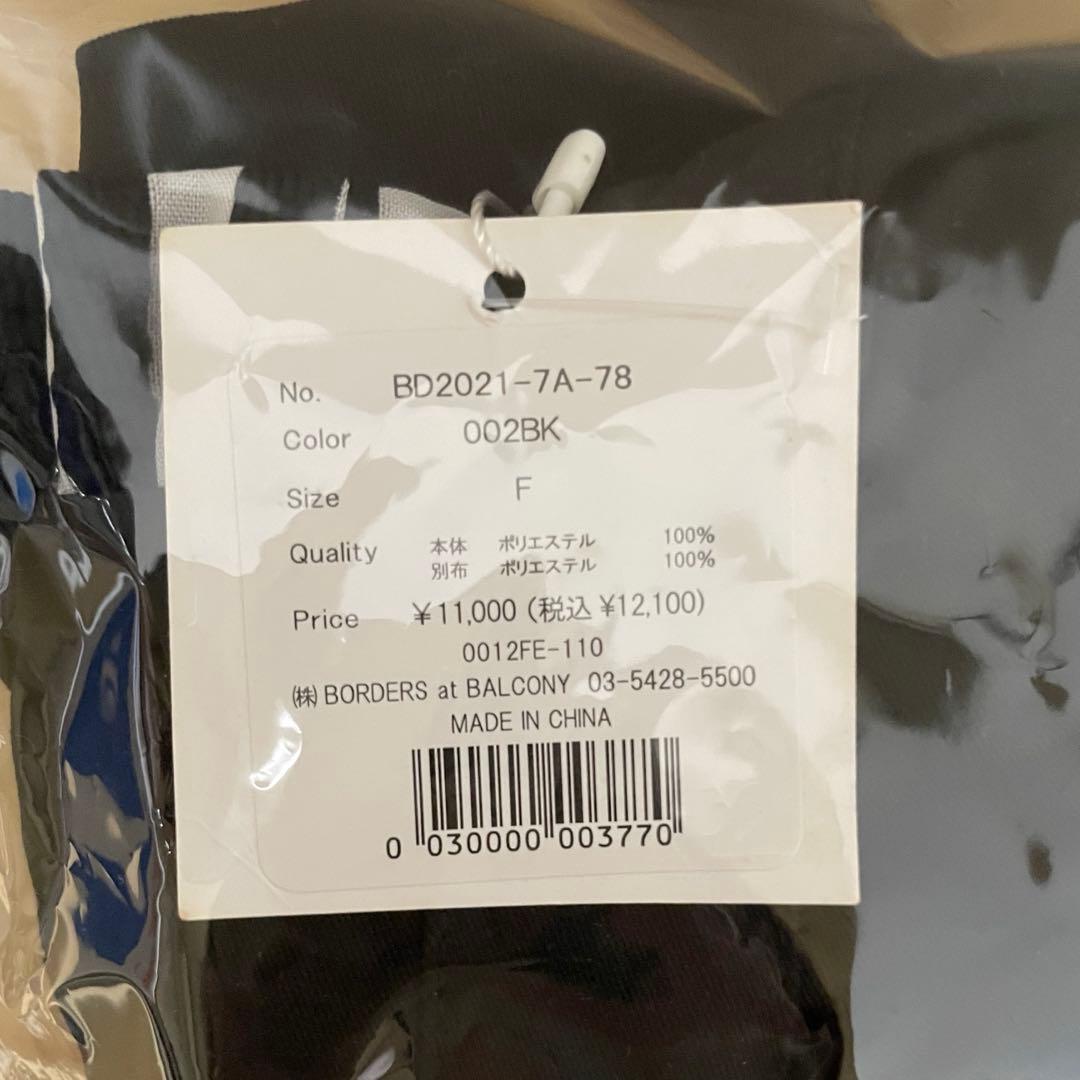 No. BD2021-7A-78
Color 002BK
Size F
Quality 本体 ポリエステル 100%
別布 ポリエステル 100%
Price ¥11,000 (税込 ¥12,100)
0012FE-110
㈱ BORDERS at BALCONY 03-5428-5500
MADE IN CHINA
0 030000 003770